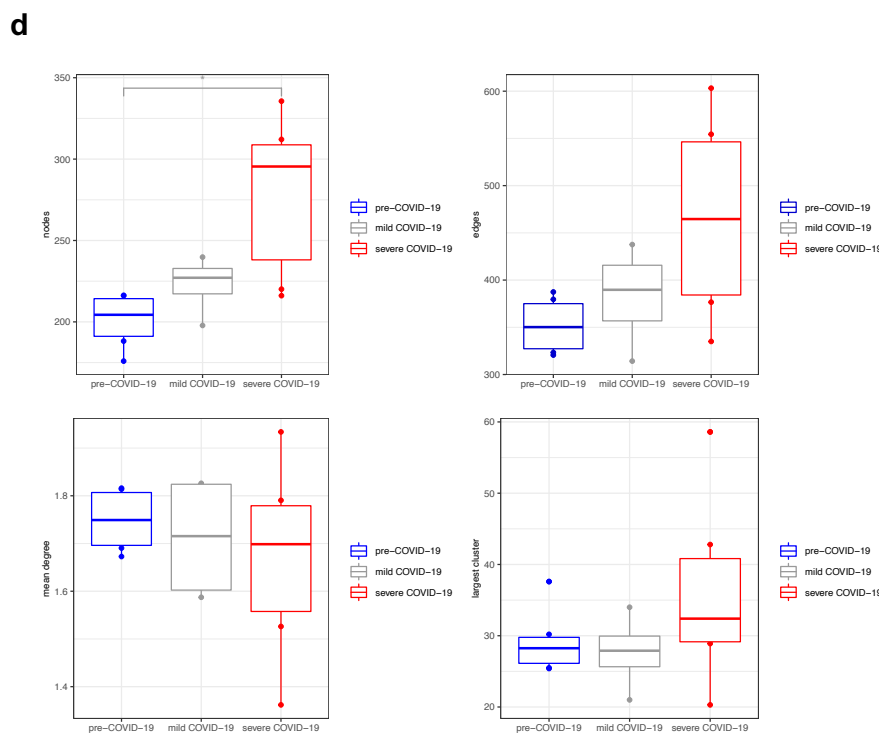 d
350
300
250
200
nodes
pre-COVID-19 mild COVID-19 severe COVID-19
pre-COVID-19
mild COVID-19
severe COVID-19
600
500
400
300
edges
pre-COVID-19 mild COVID-19 severe COVID-19
pre-COVID-19
mild COVID-19
severe COVID-19
1.8
1.6
1.4
mean degree
pre-COVID-19 mild COVID-19 severe COVID-19
pre-COVID-19
mild COVID-19
severe COVID-19
60
50
40
30
20
largest cluster
pre-COVID-19 mild COVID-19 severe COVID-19
pre-COVID-19
mild COVID-19
severe COVID-19